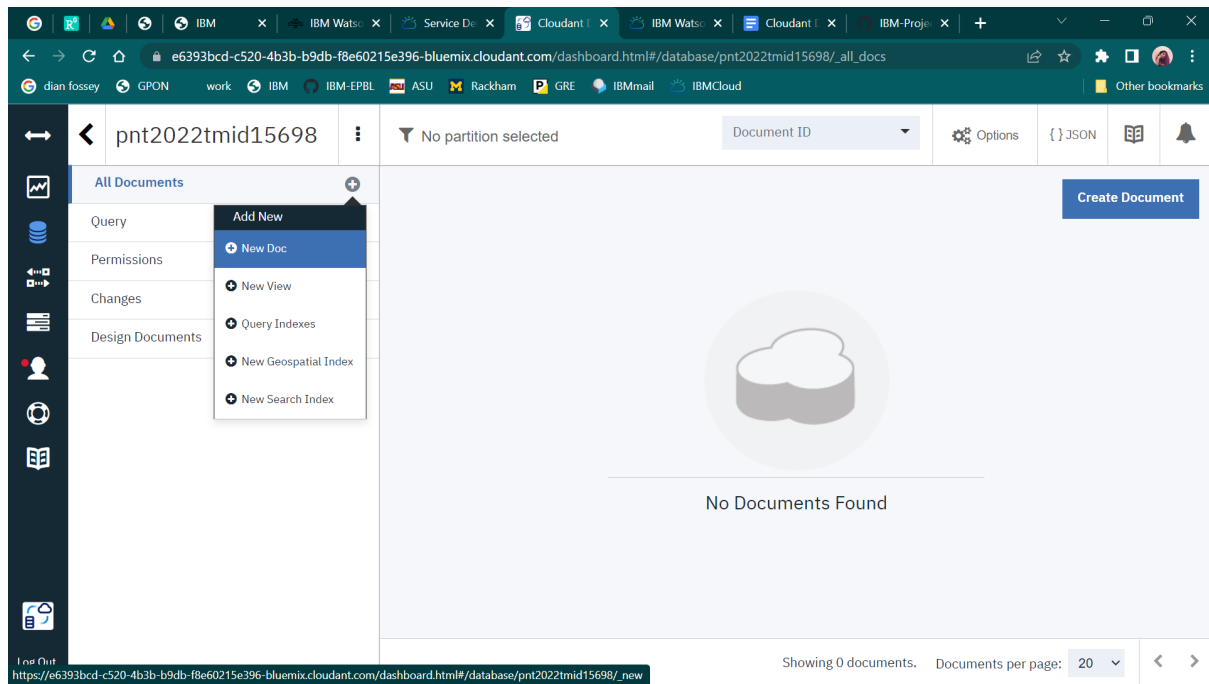 IBM
IBM Watso
Service De
Cloudant D
IBM Watso
Cloudant D
IBM-Proje
e6393bcd-c520-4b3b-b9db-f8e60215e396-bluemix.cloudant.com/dashboard.html#/database/pnt2022tmid15698/_all_docs
dian fossey
GPON
work
IBM
IBM-EPBL
ASU
Rackham
GRE
IBMmail
IBMCloud
Other bookmarks
pnt2022tmid15698
No partition selected
Document ID
Options
{ } JSON
All Documents
Create Document
Query
Add New
New Doc
Permissions
New View
Changes
Query Indexes
Design Documents
New Geospatial Index
New Search Index
No Documents Found
Showing 0 documents.
Documents per page: 20
Log Out
https://e6393bcd-c520-4b3b-b9db-f8e60215e396-bluemix.cloudant.com/dashboard.html#/database/pnt2022tmid15698/_new